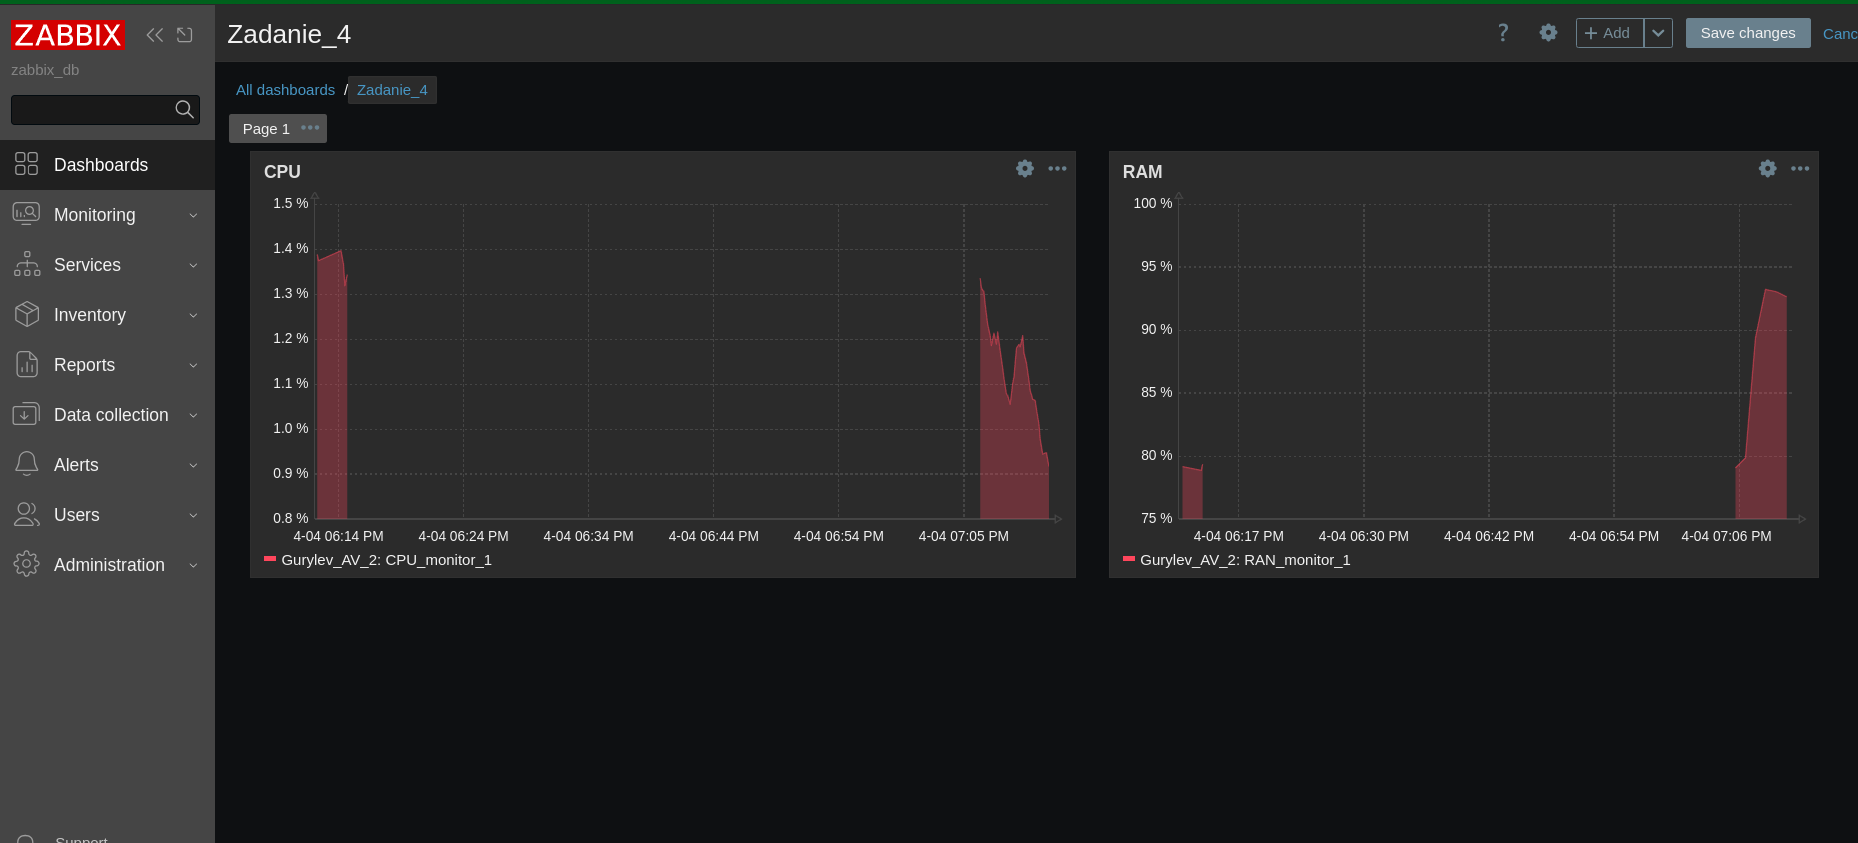 ZABBIX
zabbix_db
Dashboards
Monitoring
Services
Inventory
Reports
Data collection
Alerts
Users
Administration
Support
Zadanie_4
? Add Save changes Canc
All dashboards / Zadanie_4
Page 1
CPU
1.5 %
1.4 %
1.3 %
1.2 %
1.1 %
1.0 %
0.9 %
0.8 %
4-04 06:14 PM 4-04 06:24 PM 4-04 06:34 PM 4-04 06:44 PM 4-04 06:54 PM 4-04 07:05 PM
Gurylev_AV_2: CPU_monitor_1
RAM
100 %
95 %
90 %
85 %
80 %
75 %
4-04 06:17 PM 4-04 06:30 PM 4-04 06:42 PM 4-04 06:54 PM 4-04 07:06 PM
Gurylev_AV_2: RAN_monitor_1